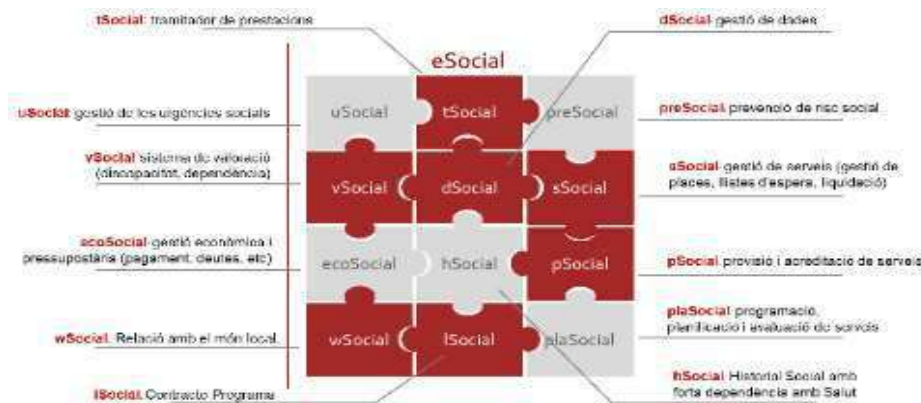 tSocial: tramitador de prestacions
dSocial gestió de dades
eSocial
uSocial
tSocial
preSocial
uSocial: gestió de les urgències socials
preSocial. prevenció de risc social
vSocial sistema de valoració
(discapacitat, dependència)
sSocial gestió de serveis (gestió de
places, llistes d'espera, liquidació)
vSocial
dSocial
sSocial
ecoSocial gestió econòmica i
pressupostària (pagament, deutes, etc)
ecoSocial
hSocial
pSocial
pSocial. provisió i acreditació de serveis
plaSocial programació,
planificació i avaluació de serveis
wSocial. Relació amb el món local.
wSocial
lSocial
plaSocial
lSocial. Contracto Programa
hSocial Historial Social amb
forta dependència amb Salut